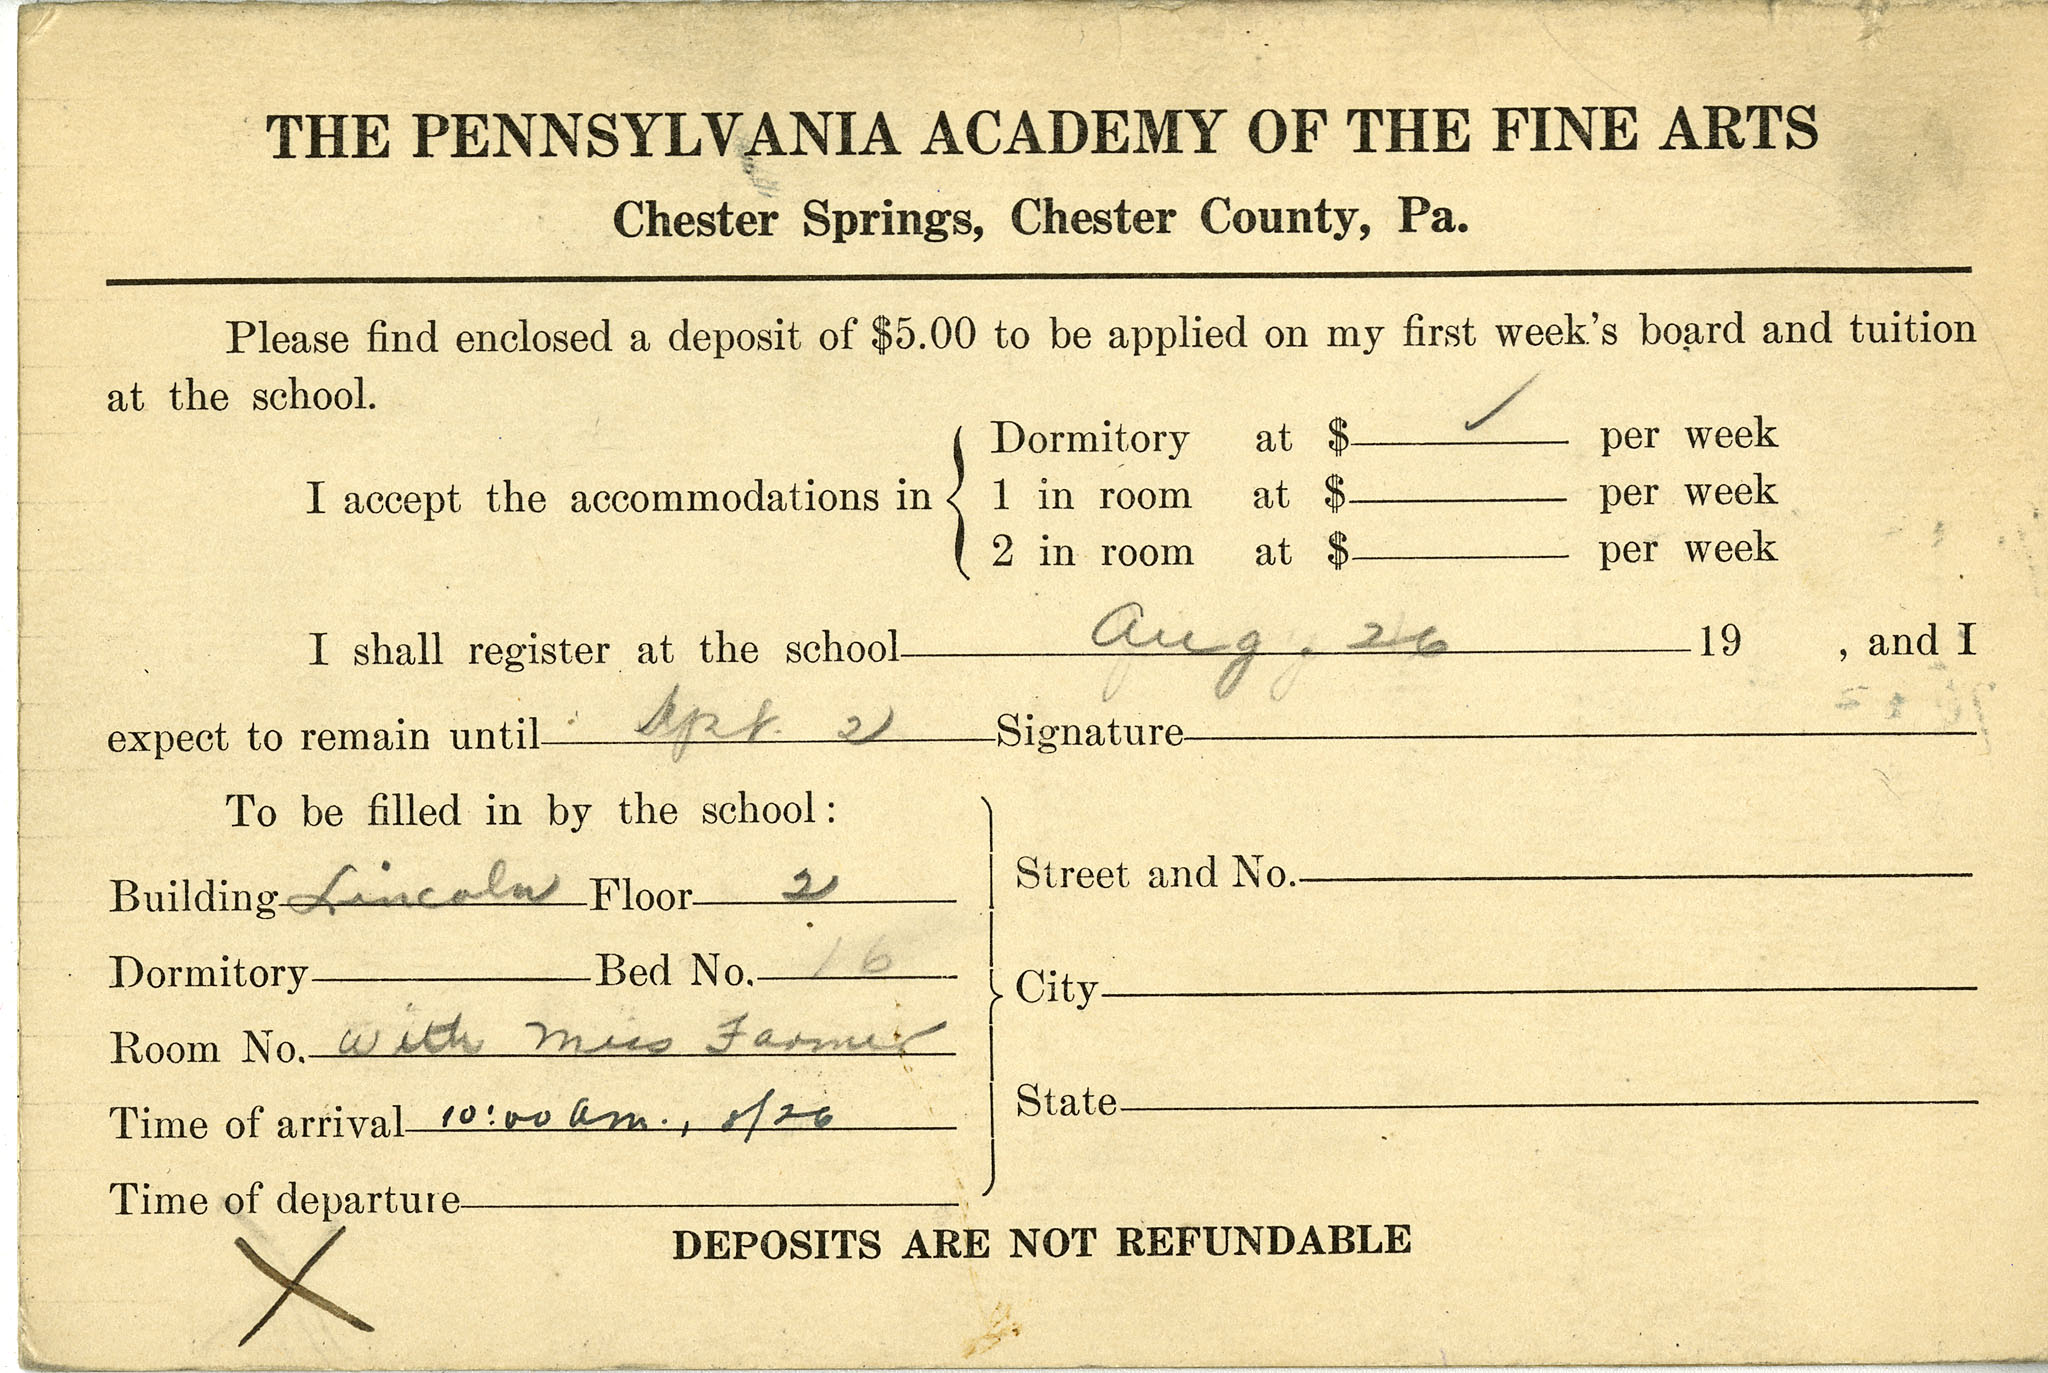 THE PENNSYLVANIA ACADEMY OF THE FINE ARTS
Chester Springs, Chester County, Pa.
Please find enclosed a deposit of $5.00 to be applied on my first week's board and tuition
at the school.
I accept the accommodations in
Dormitory at $ ✓ per week
1 in room at $ per week
2 in room at $ per week
I shall register at the school Aug. 26 19 , and I
expect to remain until Sept. 2 Signature
To be filled in by the school:
Building Lincoln Floor 2
Dormitory Bed No. 16
Room No. With Miss Farmer
Time of arrival 10:00 am., 8/26
Time of departure
Street and No.
City
State
X
DEPOSITS ARE NOT REFUNDABLE